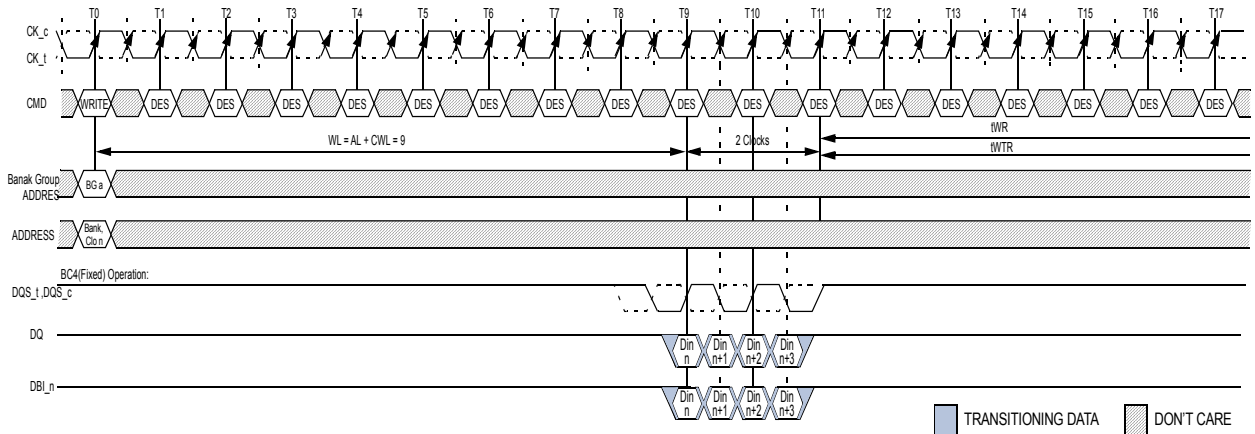 T0 T1 T2 T3 T4 T5 T6 T7 T8 T9 T10 T11 T12 T13 T14 T15 T16 T17
CK_c
CK_t
CMD WRITE DES DES DES DES DES DES DES DES DES DES DES DES DES DES DES DES DES
WL = AL + CWL = 9 2 Clocks tWR
tWTR
Banak Group
ADDRES
BG a
ADDRESS
Bank,
Clo n
BC4(Fixed) Operation:
DQS_t ,DQS_c
DQ
Din n Din n+1 Din n+2 Din n+3
DBI_n
Din n Din n+1 Din n+2 Din n+3
TRANSITIONING DATA DON'T CARE